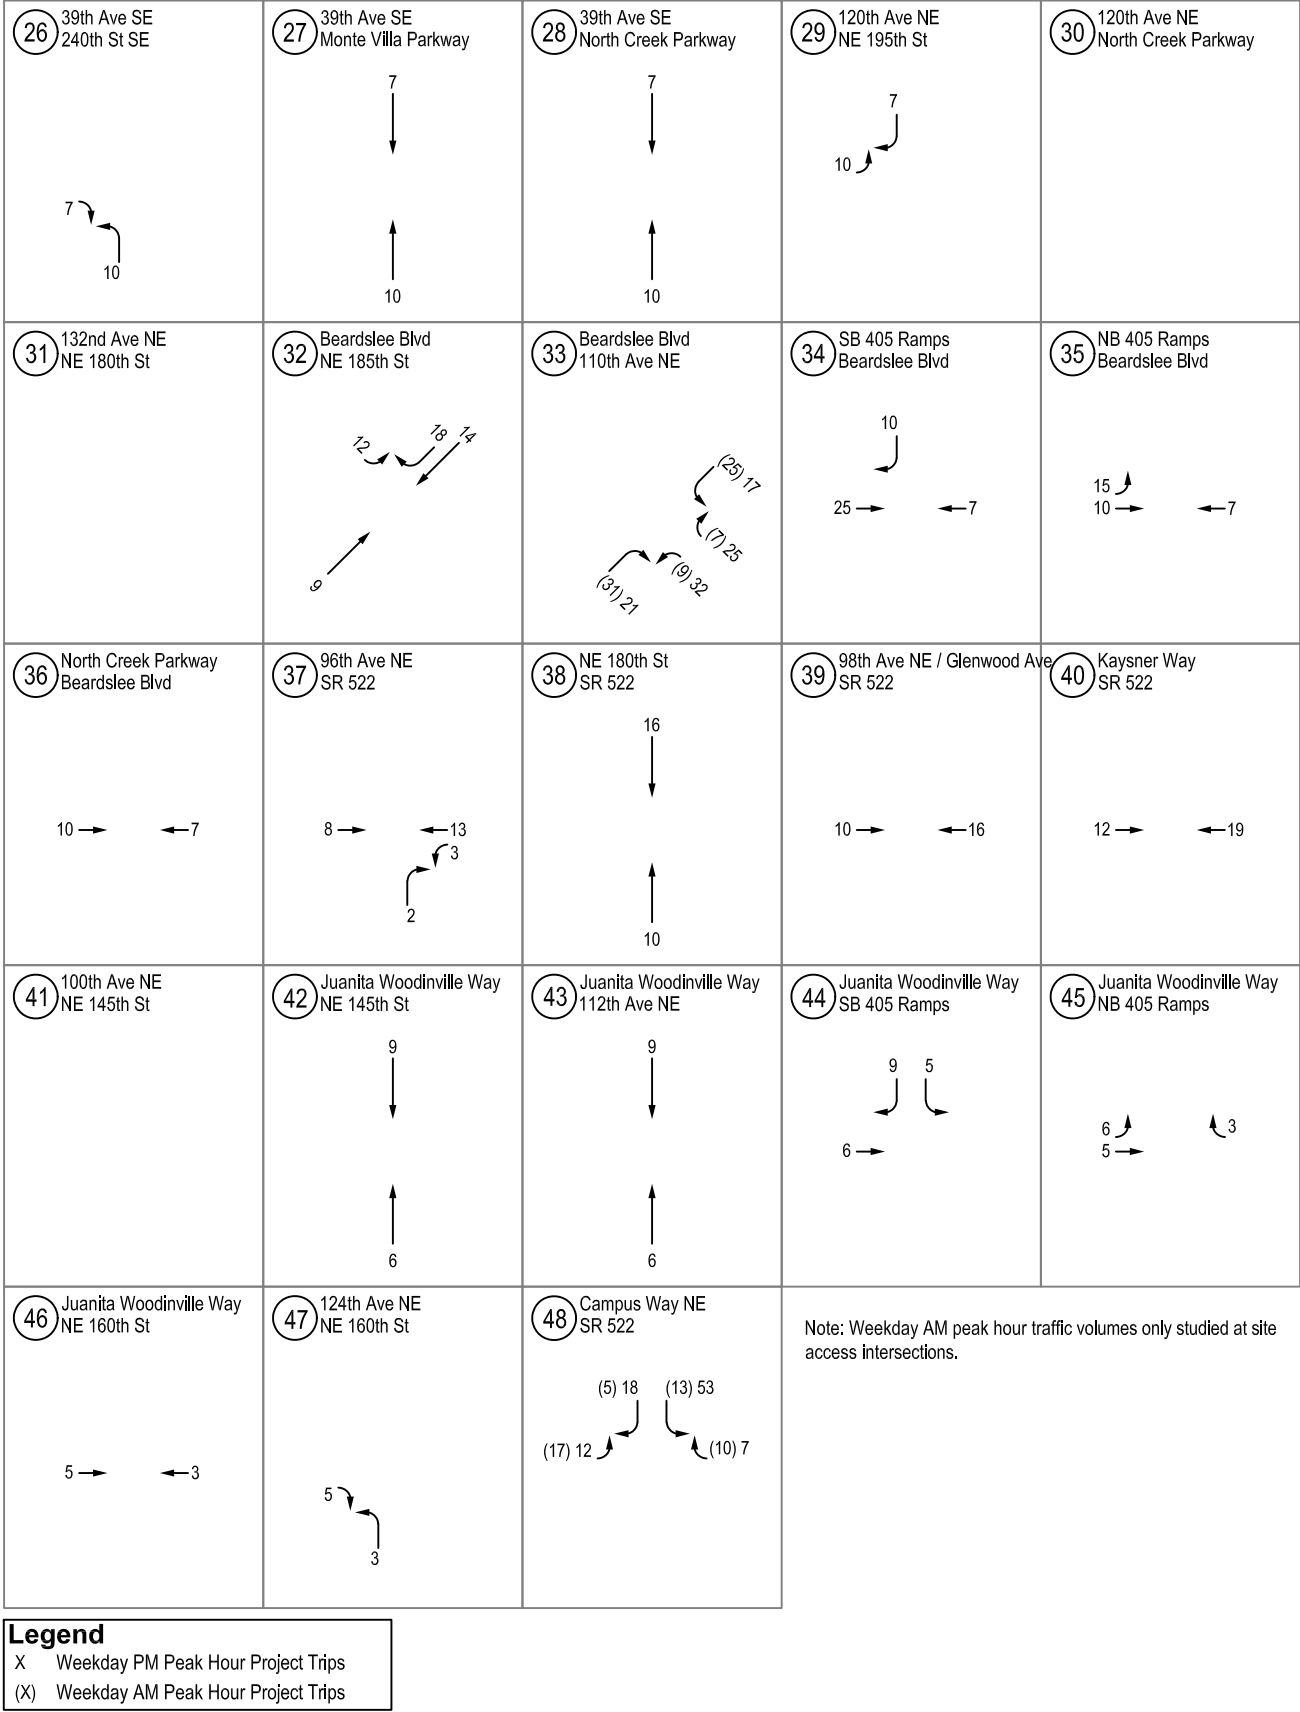 26
39th Ave SE
240th St SE
7
10
27
39th Ave SE
Monte Villa Parkway
7
10
28
39th Ave SE
North Creek Parkway
7
10
29
120th Ave NE
NE 195th St
7
10
30
120th Ave NE
North Creek Parkway
31
132nd Ave NE
NE 180th St
32
Beardslee Blvd
NE 185th St
12
18
14
9
33
Beardslee Blvd
110th Ave NE
(25) 17
(7) 25
(9) 32
(31) 21
34
SB 405 Ramps
Beardslee Blvd
10
25
7
35
NB 405 Ramps
Beardslee Blvd
15
10
7
36
North Creek Parkway
Beardslee Blvd
10
7
37
96th Ave NE
SR 522
8
13
3
2
38
NE 180th St
SR 522
16
10
39
98th Ave NE / Glenwood Ave
SR 522
10
16
40
Kaysner Way
SR 522
12
19
41
100th Ave NE
NE 145th St
42
Juanita Woodinville Way
NE 145th St
9
6
43
Juanita Woodinville Way
112th Ave NE
9
6
44
Juanita Woodinville Way
SB 405 Ramps
9 5
6
45
Juanita Woodinville Way
NB 405 Ramps
6
3
5
46
Juanita Woodinville Way
NE 160th St
5
3
47
124th Ave NE
NE 160th St
5
3
48
Campus Way NE
SR 522
(5) 18 (13) 53
(17) 12 (10) 7
Note: Weekday AM peak hour traffic volumes only studied at site
access intersections.
Legend
X Weekday PM Peak Hour Project Trips
(X) Weekday AM Peak Hour Project Trips